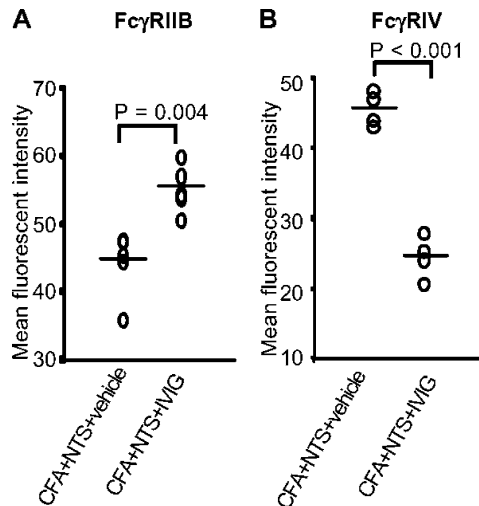 A FcγRIIB
Mean fluorescent intensity
70
60
50
40
30
P = 0.004
CFA+NTS+vehicle
CFA+NTS+IVIG
B FcγRIV
Mean fluorescent intensity
50
40
30
20
10
P < 0.001
CFA+NTS+vehicle
CFA+NTS+IVIG